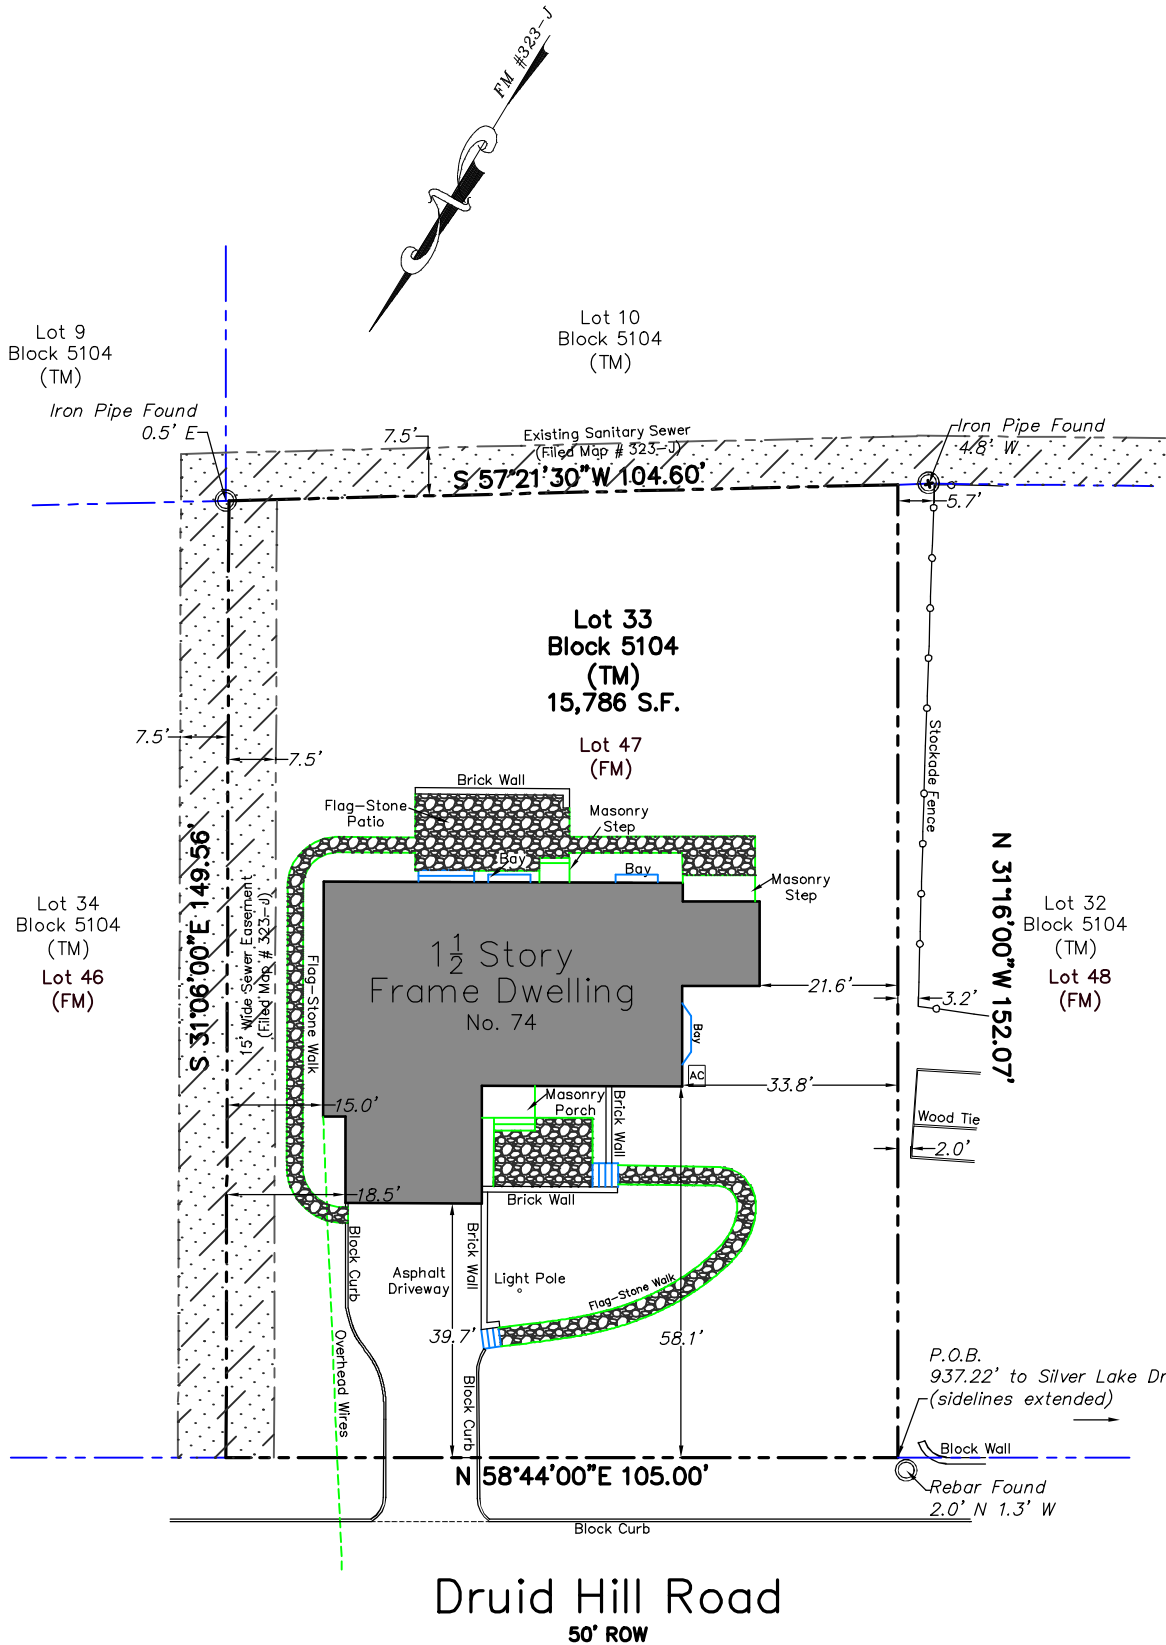 FM #323-J
Lot 9
Block 5104
(TM)
Lot 10
Block 5104
(TM)
Iron Pipe Found
0.5' E
7.5'
Existing Sanitary Sewer
(Filed Map # 323-J)
S 57°21'30"W 104.60'
Iron Pipe Found
4.8' W
5.7'
Lot 33
Block 5104
(TM)
15,786 S.F.
Lot 47
(FM)
7.5'
7.5'
Stockade Fence
Brick Wall
Flag-Stone
Patio
Masonry
Step
Bay
Bay
Masonry
Step
S 31°06'00"E 149.56'
15' Wide Sewer Easement
(Filed Map # 323-J)
N 31°16'00"W 152.07'
Lot 34
Block 5104
(TM)
Lot 46
(FM)
Lot 32
Block 5104
(TM)
Lot 48
(FM)
Flag-Stone Walk
1½ Story
Frame Dwelling
No. 74
21.6'
3.2'
Bay
AC
33.8'
15.0'
Masonry
Porch
Brick Wall
Wood Tie
2.0'
18.5'
Brick Wall
Block Curb
Brick Wall
Asphalt
Driveway
Light Pole
Flag-Stone Walk
39.7'
58.1'
Overhead Wires
Block Curb
P.O.B.
937.22' to Silver Lake Dr
(sidelines extended)
Block Wall
N 58°44'00"E 105.00'
Rebar Found
2.0' N 1.3' W
Block Curb
Druid Hill Road
50' ROW